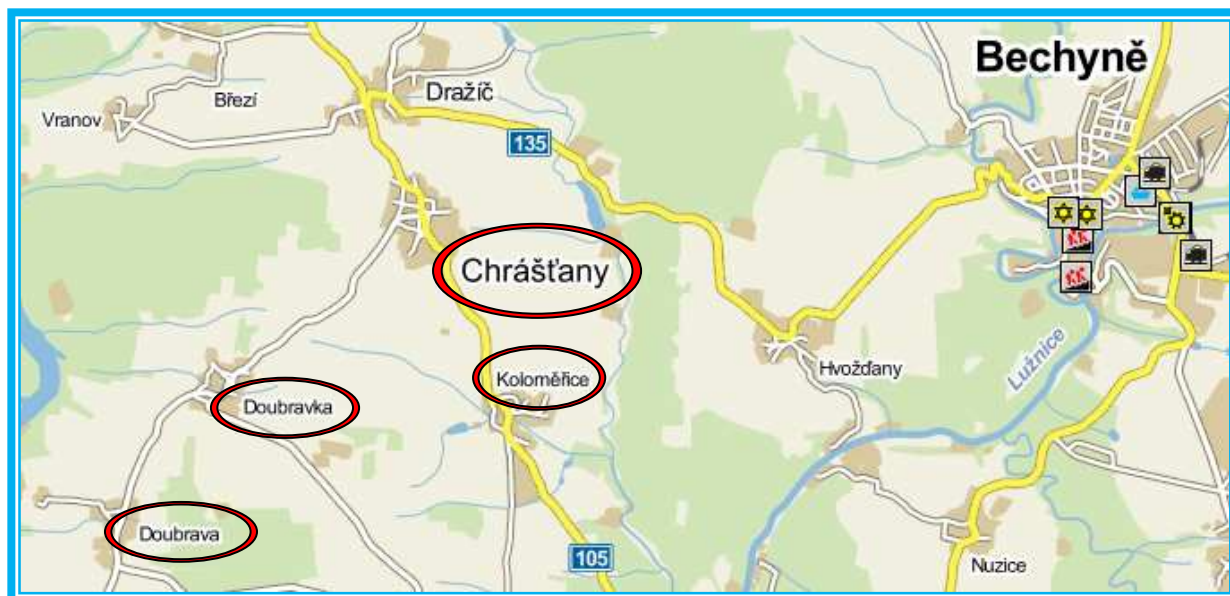 Bechyně
Dražíč
Březí
Vranov
135
Chrášťany
Koloměřice
Hvožďany
Lužnice
Doubravka
Doubrava
105
Nuzice